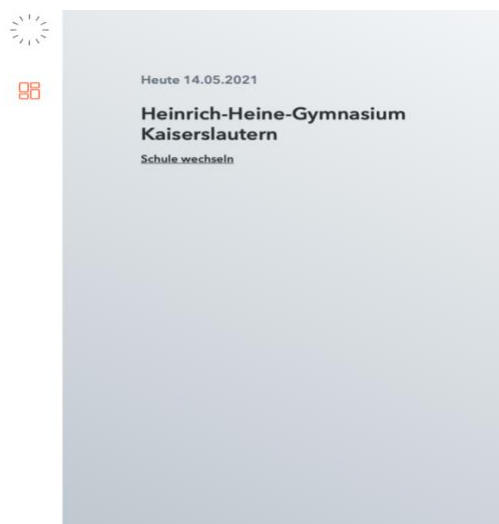 Heute 14.05.2021
Heinrich-Heine-Gymnasium
Kaiserslautern
Schule wechseln